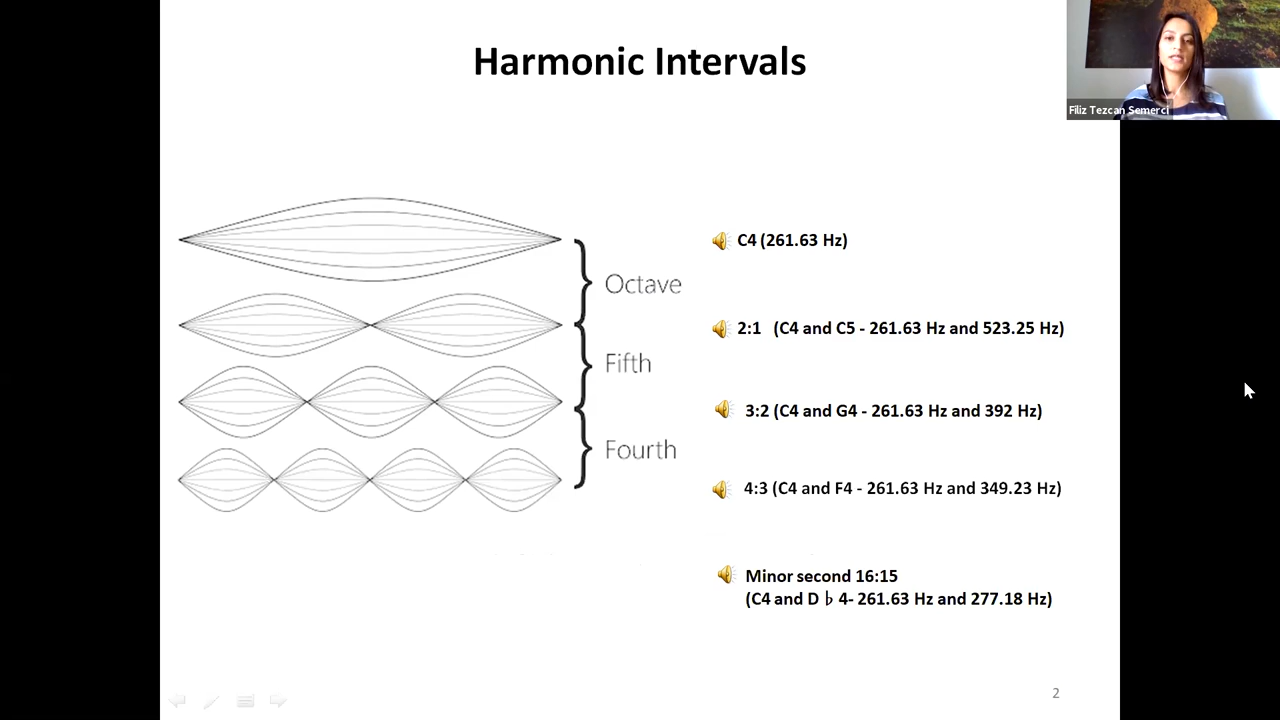 Harmonic Intervals
Filiz Tezcan Semerci
C4 (261.63 Hz)
Octave
2:1 (C4 and C5 - 261.63 Hz and 523.25 Hz)
Fifth
3:2 (C4 and G4 - 261.63 Hz and 392 Hz)
Fourth
4:3 (C4 and F4 - 261.63 Hz and 349.23 Hz)
Minor second 16:15
(C4 and D ♭ 4- 261.63 Hz and 277.18 Hz)
2